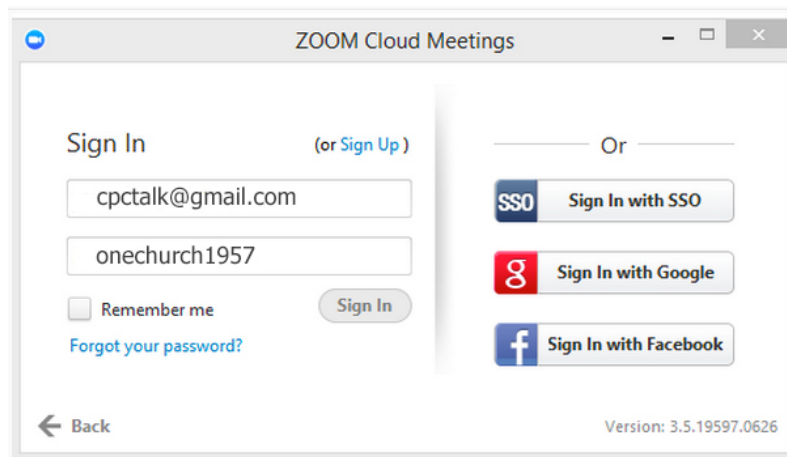 ZOOM Cloud Meetings
Sign In (or Sign Up )
cpctalk@gmail.com
onechurch1957
Remember me Sign In
Forgot your password?
Or
SSO Sign In with SSO
g Sign In with Google
f Sign In with Facebook
Back
Version: 3.5.19597.0626